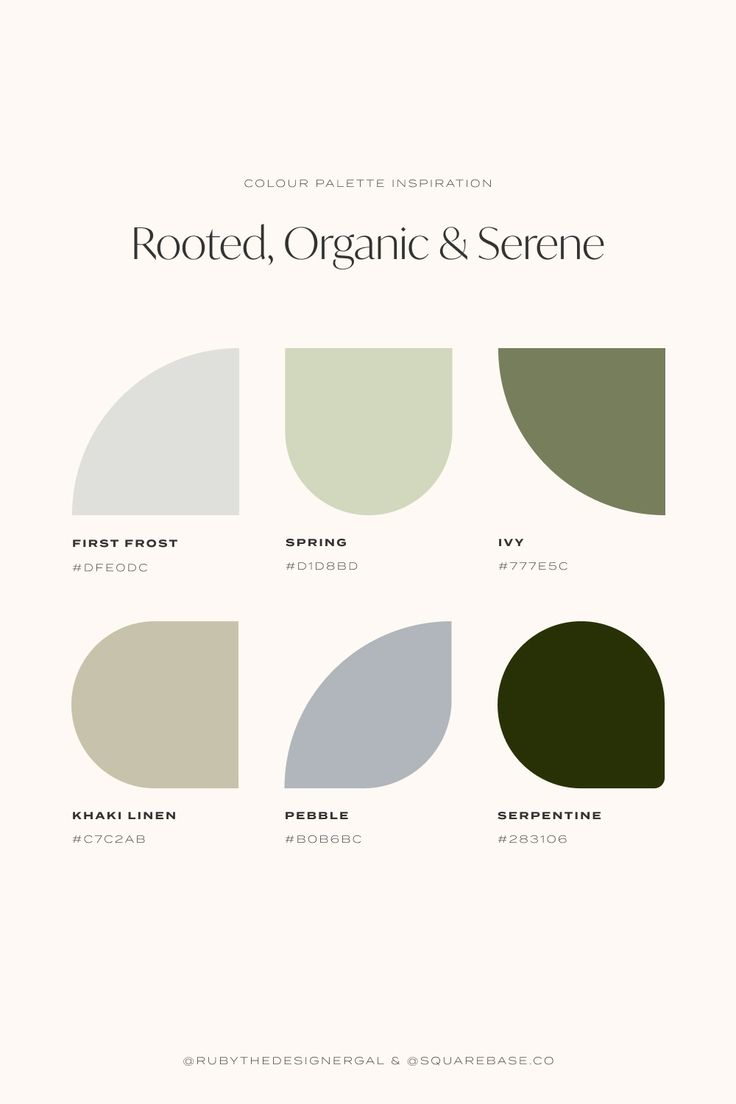 COLOUR PALETTE INSPIRATION
Rooted, Organic & Serene
FIRST FROST
#DFE0DC
SPRING
#D1D8BD
IVY
#777E5C
KHAKI LINEN
#C7C2AB
PEBBLE
#B0B6BC
SERPENTINE
#283106
@RUBYTHEDESIGNERGAL & @SQUAREBASE.CO